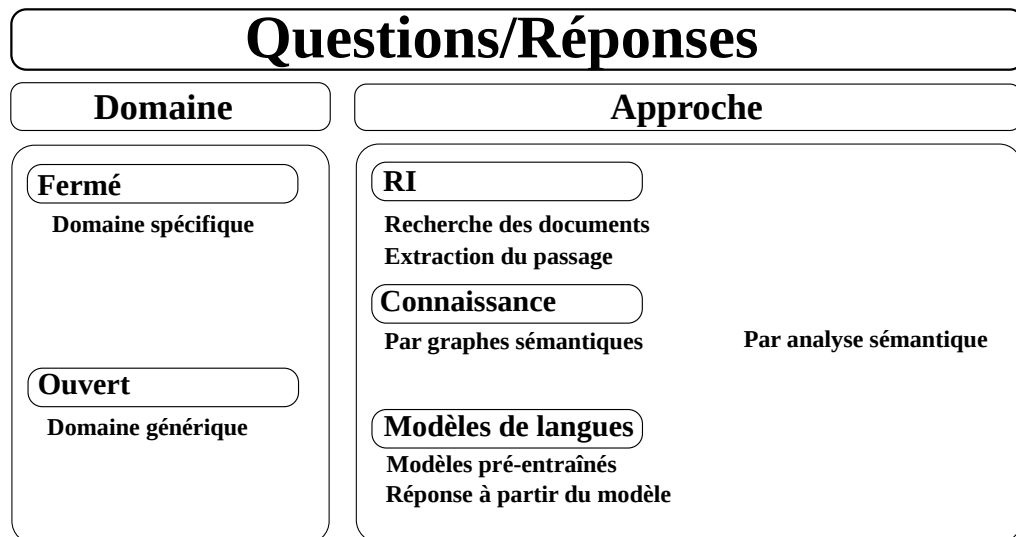 Questions/Réponses
Domaine
Approche
Fermé
Domaine spécifique
Ouvert
Domaine générique
RI
Recherche des documents
Extraction du passage
Connaissance
Par graphes sémantiques
Par analyse sémantique
Modèles de langues
Modèles pré-entraînés
Réponse à partir du modèle